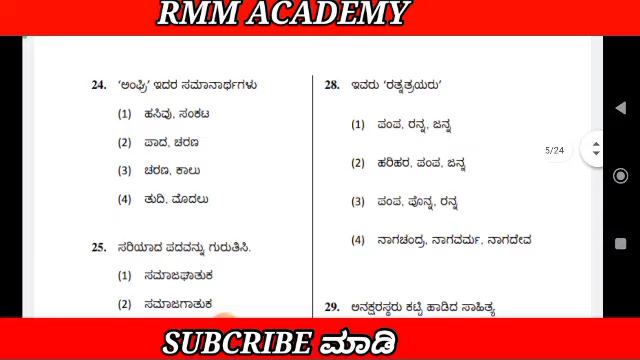 RMM ACADEMY
24. 'ಅಂಘ್ರಿ' ಇದರ ಸಮಾನಾರ್ಥಗಳು
(1) ಹಸಿವು, ಸಂಕಟ
(2) ಪಾದ, ಚರಣ
(3) ಚರಣ, ಕಾಲು
(4) ತುದಿ, ಮೊದಲು
25. ಸರಿಯಾದ ಪದವನ್ನು ಗುರುತಿಸಿ.
(1) ಸಮಾಜಘಾತುಕ
(2) ಸಮಾಜಗಾತುಕ
28. ಇವರು 'ರತ್ನತ್ರಯರು'
(1) ಪಂಪ, ರನ್ನ, ಜನ್ನ
(2) ಹರಿಹರ, ಪಂಪ, ಜನ್ನ
(3) ಪಂಪ, ಪೊನ್ನ, ರನ್ನ
(4) ನಾಗಚಂದ್ರ, ನಾಗವರ್ಮ, ನಾಗದೇವ
29. ಅನಕ್ಷರಸ್ಥರು ಕಟ್ಟಿ ಹಾಡಿದ ಸಾಹಿತ್ಯ
5/24
SUBCRIBE ಮಾಡಿ